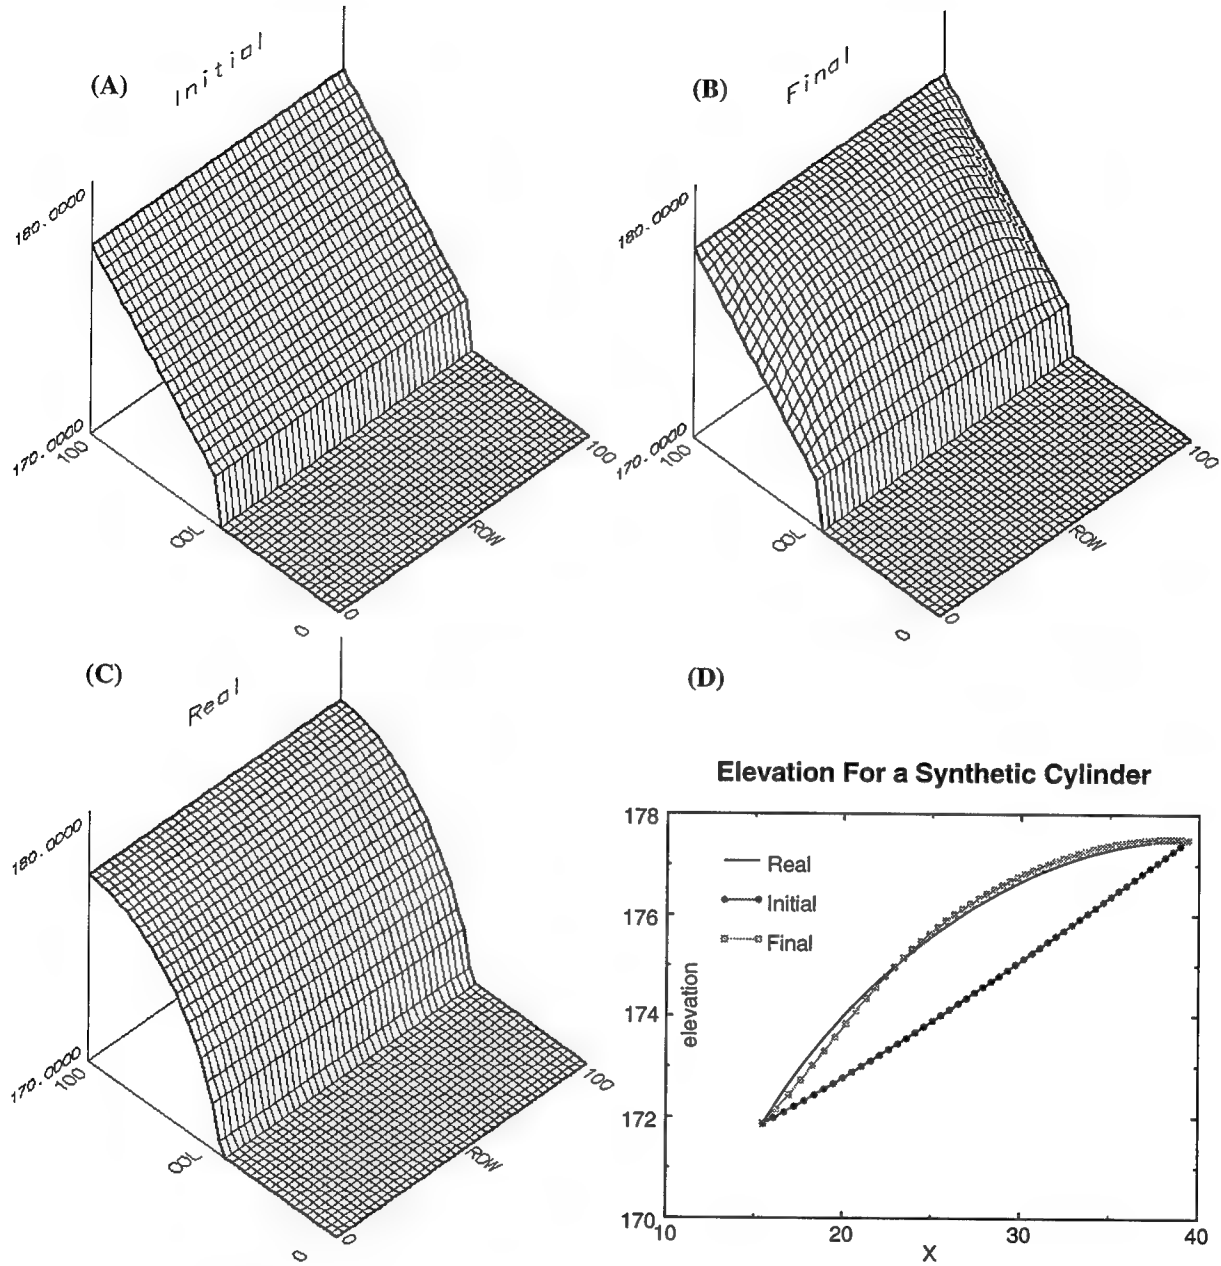 (A)
Initial
180.0000
170.0000
100
COL
0
0
ROW
100
(B)
Final
180.0000
170.0000
100
COL
0
0
ROW
100
(C)
Real
180.0000
170.0000
100
COL
0
0
ROW
100
(D)
Elevation For a Synthetic Cylinder
178
176
174
172
170
elevation
Real
Initial
Final
10
20
30
40
X